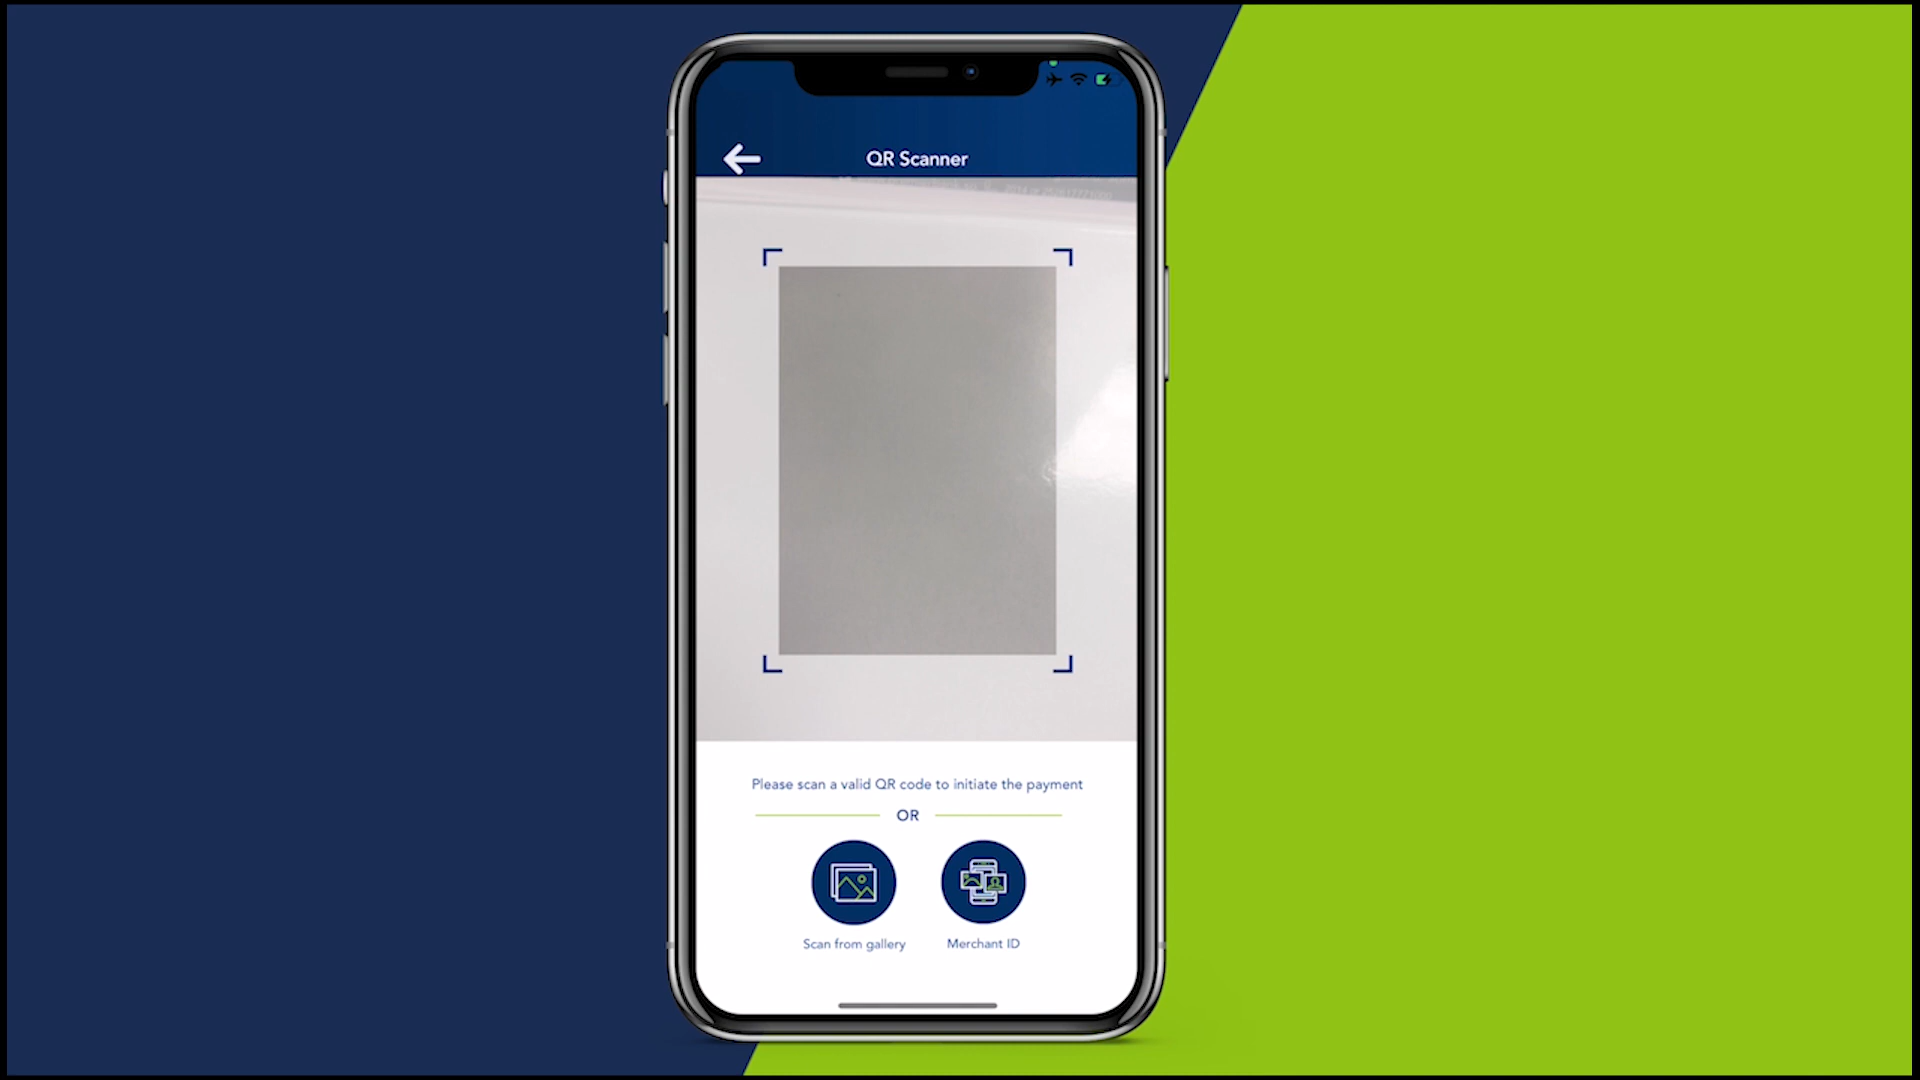 QR Scanner
Please scan a valid QR code to initiate the payment
OR
Scan from gallery
Merchant ID